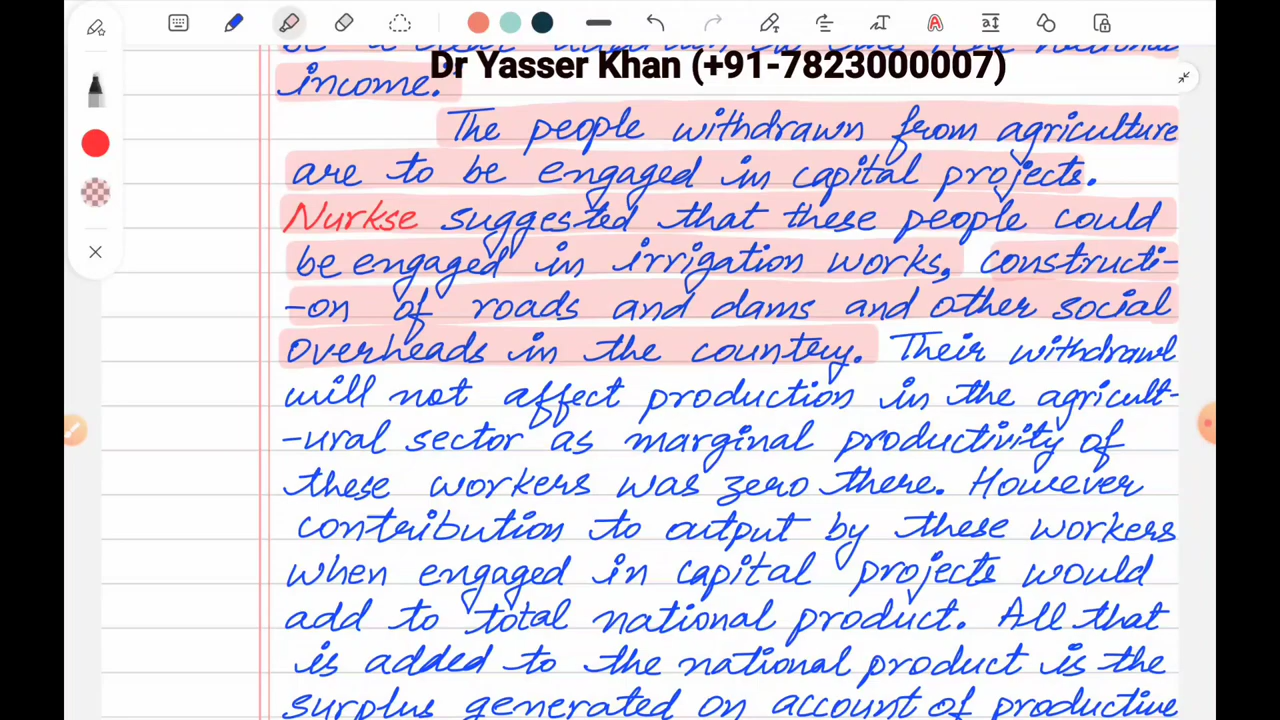 income.
Dr Yasser Khan (+91-7823000007)
The people withdrawn from agriculture
are to be engaged in capital projects.
Nurkse suggested that these people could
be engaged in irrigation works, constructi-
-on of roads and dams and other social
overheads in the country. Their withdrawl
will not affect production in the agricult-
-ural sector as marginal productivity of
these workers was zero there. However
contribution to output by these workers
when engaged in capital projects would
add to total national product. All that
is added to the national product is the
surplus generated on account of productive